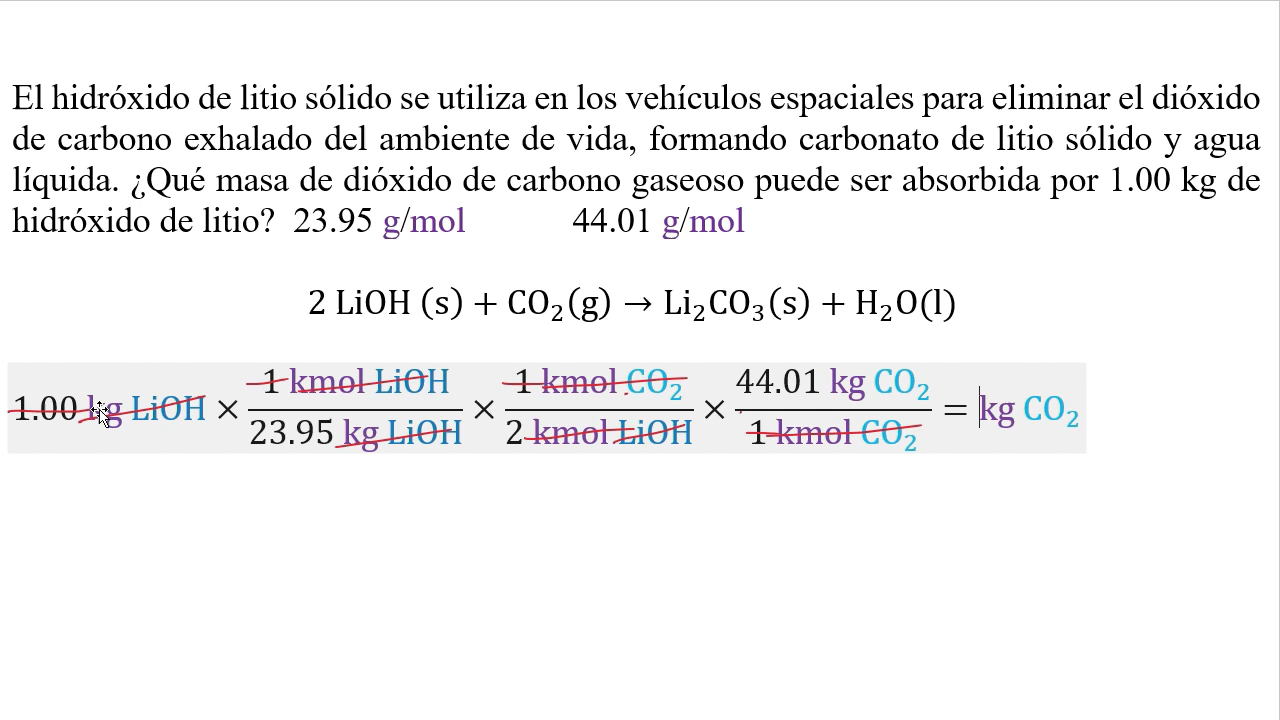 El hidróxido de litio sólido se utiliza en los vehículos espaciales para eliminar el dióxido
de carbono exhalado del ambiente de vida, formando carbonato de litio sólido y agua
líquida. ¿Qué masa de dióxido de carbono gaseoso puede ser absorbida por 1.00 kg de
hidróxido de litio? 23.95 g/mol 44.01 g/mol
2 LiOH (s) + CO₂(g) → Li₂CO₃(s) + H₂O(l)
1.00 kg LiOH × 1 kmol LiOH / 23.95 kg LiOH × 1 kmol CO₂ / 2 kmol LiOH × 44.01 kg CO₂ / 1 kmol CO₂ = kg CO₂